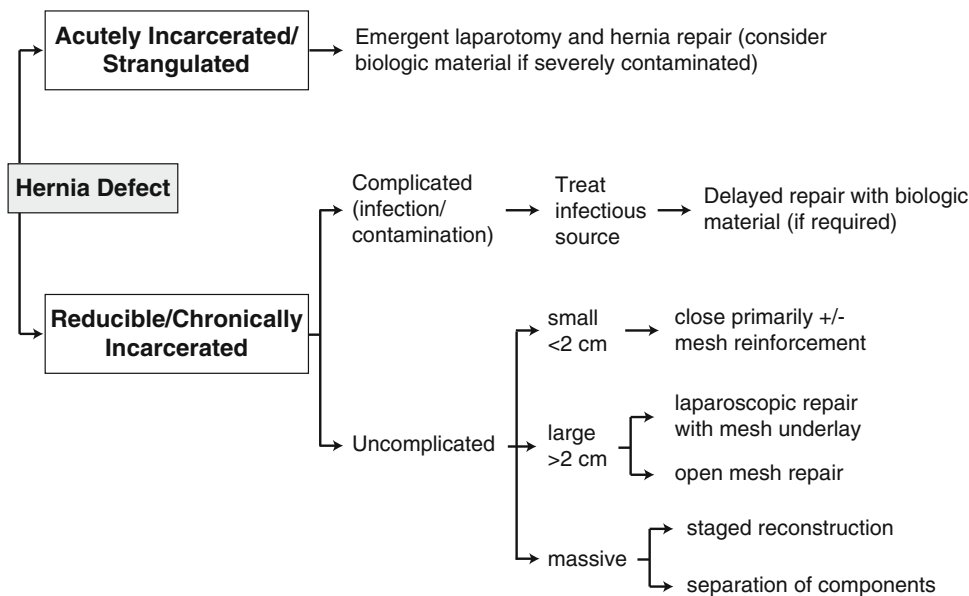 Acutely Incarcerated/
Strangulated
Emergent laparotomy and hernia repair (consider
biologic material if severely contaminated)
Hernia Defect
Complicated
(infection/
contamination)
Treat
infectious
source
Delayed repair with biologic
material (if required)
Reducible/Chronically
Incarcerated
small
<2 cm
close primarily +/-
mesh reinforcement
Uncomplicated
large
>2 cm
laparoscopic repair
with mesh underlay
open mesh repair
massive
staged reconstruction
separation of components